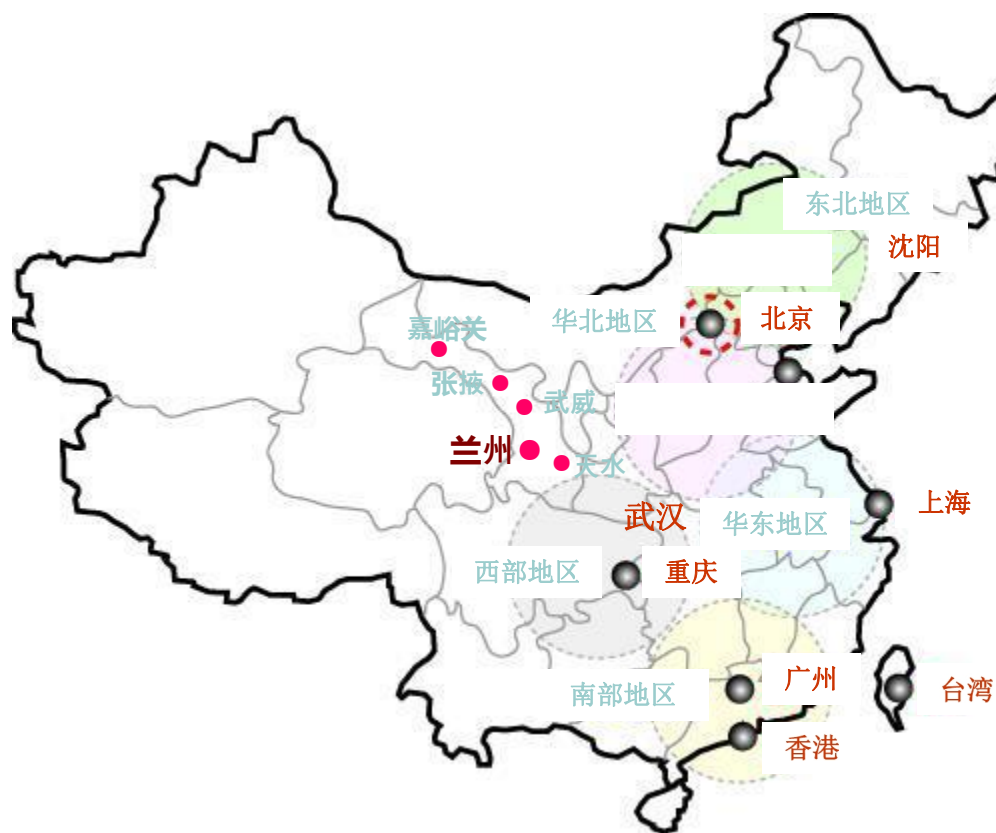 东北地区
沈阳
华北地区
北京
嘉峪关
张掖
武威
兰州
天水
武汉
华东地区
上海
西部地区
重庆
南部地区
广州
台湾
香港